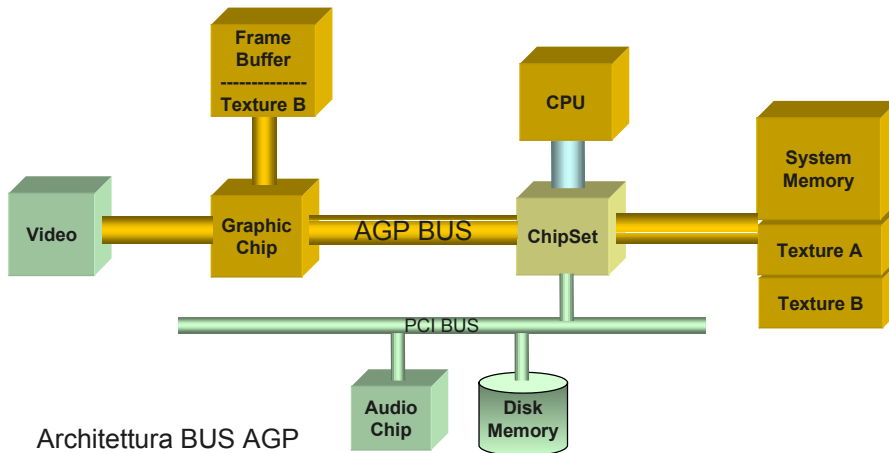 Frame
Buffer
--------------
Texture B
CPU
System
Memory
Video
Graphic
Chip
AGP BUS
ChipSet
Texture A
Texture B
PCI BUS
Audio
Chip
Disk
Memory
Architettura BUS AGP